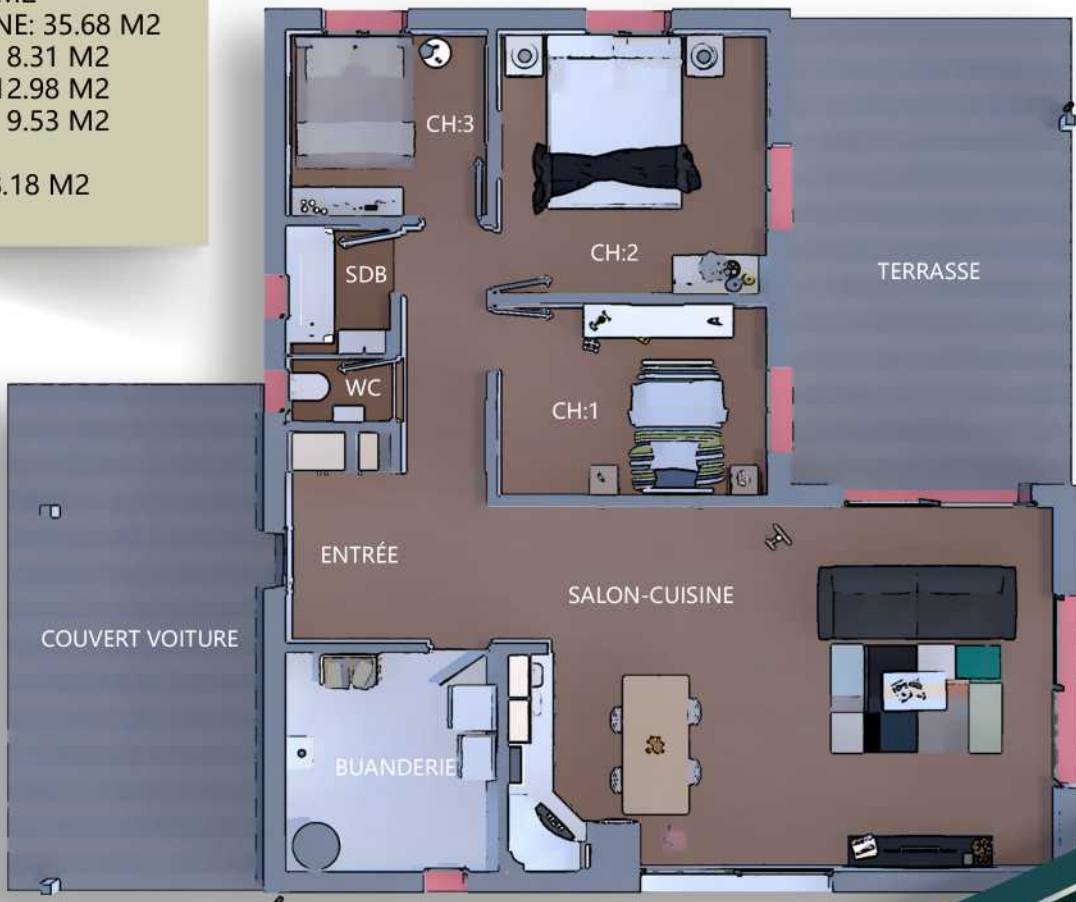 M2
NE: 35.68 M2
8.31 M2
12.98 M2
9.53 M2
.18 M2
CH:3
CH:2
SDB
TERRASSE
WC
CH:1
ENTRÉE
SALON-CUISINE
COUVERT VOITURE
BUANDERIE